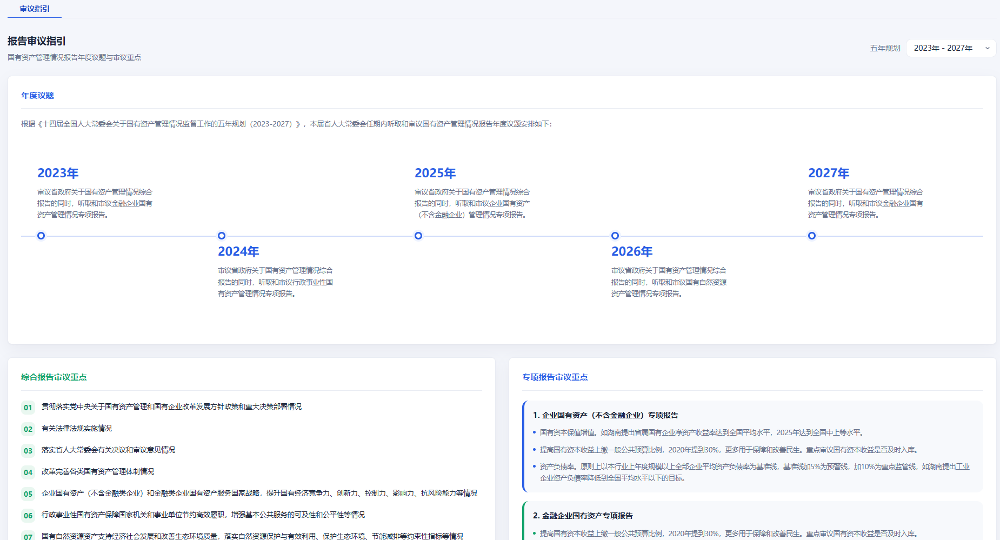 审议指引
报告审议指引
国有资产管理情况报告年度议题与审议重点
五年规划
2023年 - 2027年
年度议题
根据《十四届全国人大常委会关于国有资产管理情况监督工作的五年规划（2023-2027）》，本届省人大常委会任期内听取和审议国有资产管理情况报告年度议题安排如下：
2023年
审议省政府关于国有资产管理情况综合
报告的同时，听取和审议金融企业国有
资产管理情况专项报告。
2024年
审议省政府关于国有资产管理情况综合
报告的同时，听取和审议行政事业性国
有资产管理情况专项报告。
2025年
审议省政府关于国有资产管理情况综合
报告的同时，听取和审议企业国有资产
（不含金融企业）管理情况专项报告。
2026年
审议省政府关于国有资产管理情况综合
报告的同时，听取和审议国有自然资源
资产管理情况专项报告。
2027年
审议省政府关于国有资产管理情况综合
报告的同时，听取和审议金融企业国有
资产管理情况专项报告。
综合报告审议重点
01 贯彻落实党中央关于国有资产管理和国有企业改革发展方针政策和重大决策部署情况
02 有关法律法规实施情况
03 落实省人大常委会有关决议和审议意见情况
04 改革完善各类国有资产管理体制情况
05 企业国有资产（不含金融类企业）和金融类企业国有资产服务国家战略，提升国有经济竞争力、创新力、控制力、影响力、抗风险能力等情况
06 行政事业性国有资产保障国家机关和事业单位节约高效履职，增强基本公共服务的可及性和公平性等情况
07 国有自然资源资产支持经济社会发展和改善生态环境质量，落实自然资源保护与有效利用、保护生态环境、节能减排等约束性指标等情况
专项报告审议重点
1. 企业国有资产（不含金融企业）专项报告
国有资本保值增值。如湖南提出省属国有企业净资产收益率达到全国平均水平，2025年达到全国中上等水平。
提高国有资本收益上缴一般公共预算比例，2020年提到30%，更多用于保障和改善民生。重点审议国有资本收益是否及时入库。
资产负债率。原则上以本行业上年度规模以上全部企业平均资产负债率为基准线，基准线加5%为预警线，加10%为重点监管线，如湖南提出工业
企业资产负债率降低到全国平均水平以下的目标。
2. 金融企业国有资产专项报告
提高国有资本收益上缴一般公共预算比例，2020年提到30%，更多用于保障和改善民生。重点审议国有资本收益是否及时入库。